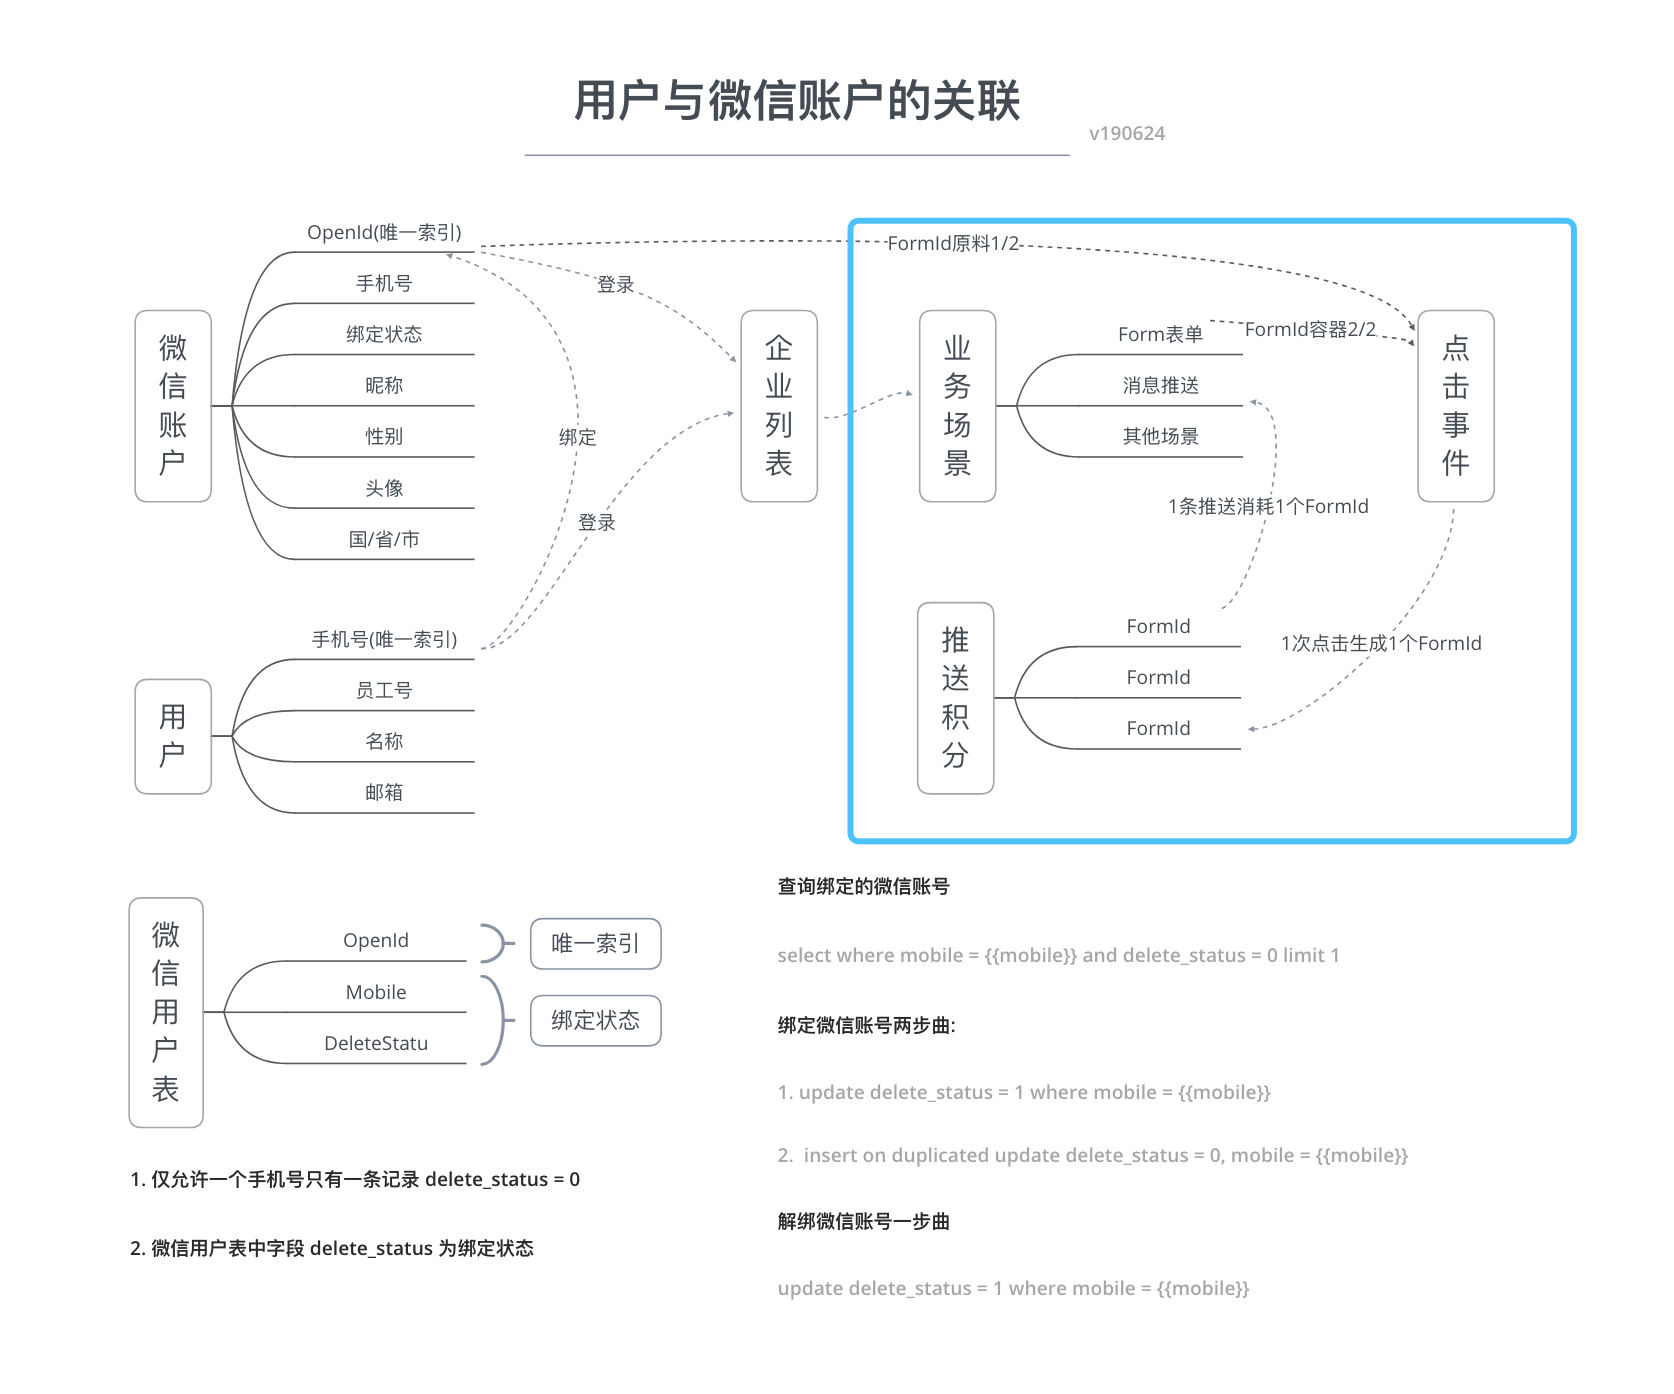 用户与微信账户的关联
v190624
微信账户
OpenId(唯一索引)
手机号
绑定状态
昵称
性别
头像
国/省/市
用户
手机号(唯一索引)
员工号
名称
邮箱
登录
绑定
登录
企业列表
FormId原料1/2
业务场景
Form表单
消息推送
其他场景
FormId容器2/2
点击事件
1条推送消耗1个FormId
推送积分
FormId
FormId
FormId
1次点击生成1个FormId
微信用户表
OpenId
Mobile
DeleteStatu
唯一索引
绑定状态
1. 仅允许一个手机号只有一条记录 delete_status = 0
2. 微信用户表中字段 delete_status 为绑定状态
查询绑定的微信账号
select where mobile = {{mobile}} and delete_status = 0 limit 1
绑定微信账号两步曲:
1. update delete_status = 1 where mobile = {{mobile}}
2.  insert on duplicated update delete_status = 0, mobile = {{mobile}}
解绑微信账号一步曲
update delete_status = 1 where mobile = {{mobile}}